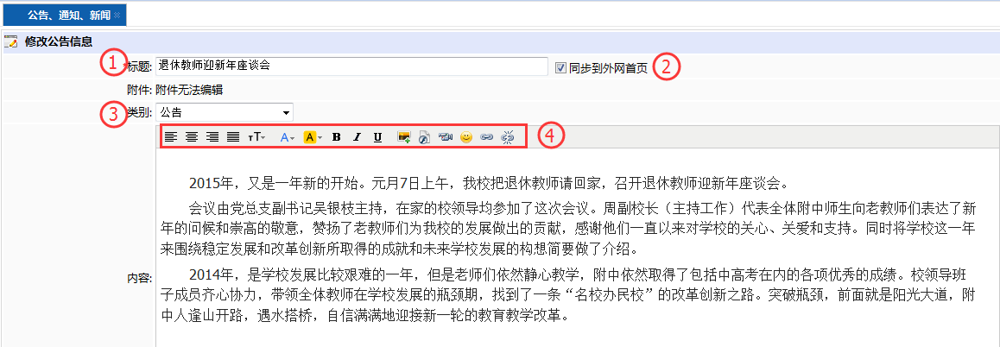 公告、通知、新闻
修改公告信息
① *标题: 退休教师迎新年座谈会 同步到外网首页 ②
附件: 附件无法编辑
③ 类别: 公告
TT A A B I U ④
2015年，又是一年新的开始。元月7日上午，我校把退休教师请回家，召开退休教师迎新年座谈会。
会议由党总支副书记吴银枝主持，在家的校领导均参加了这次会议。周副校长（主持工作）代表全体附中师生向老教师们表达了新
年的问候和崇高的敬意，赞扬了老教师们为我校的发展做出的贡献，感谢他们一直以来对学校的关心、关爱和支持。同时将学校这一年
来围绕稳定发展和改革创新所取得的成就和未来学校发展的构想简要做了介绍。
内容:
2014年，是学校发展比较艰难的一年，但是老师们依然静心教学，附中依然取得了包括中高考在内的各项优秀的成绩。校领导班
子成员齐心协力，带领全体教师在学校发展的瓶颈期，找到了一条“名校办民校”的改革创新之路。突破瓶颈，前面就是阳光大道，附
中人逢山开路，遇水搭桥，自信满满地迎接新一轮的教育教学改革。